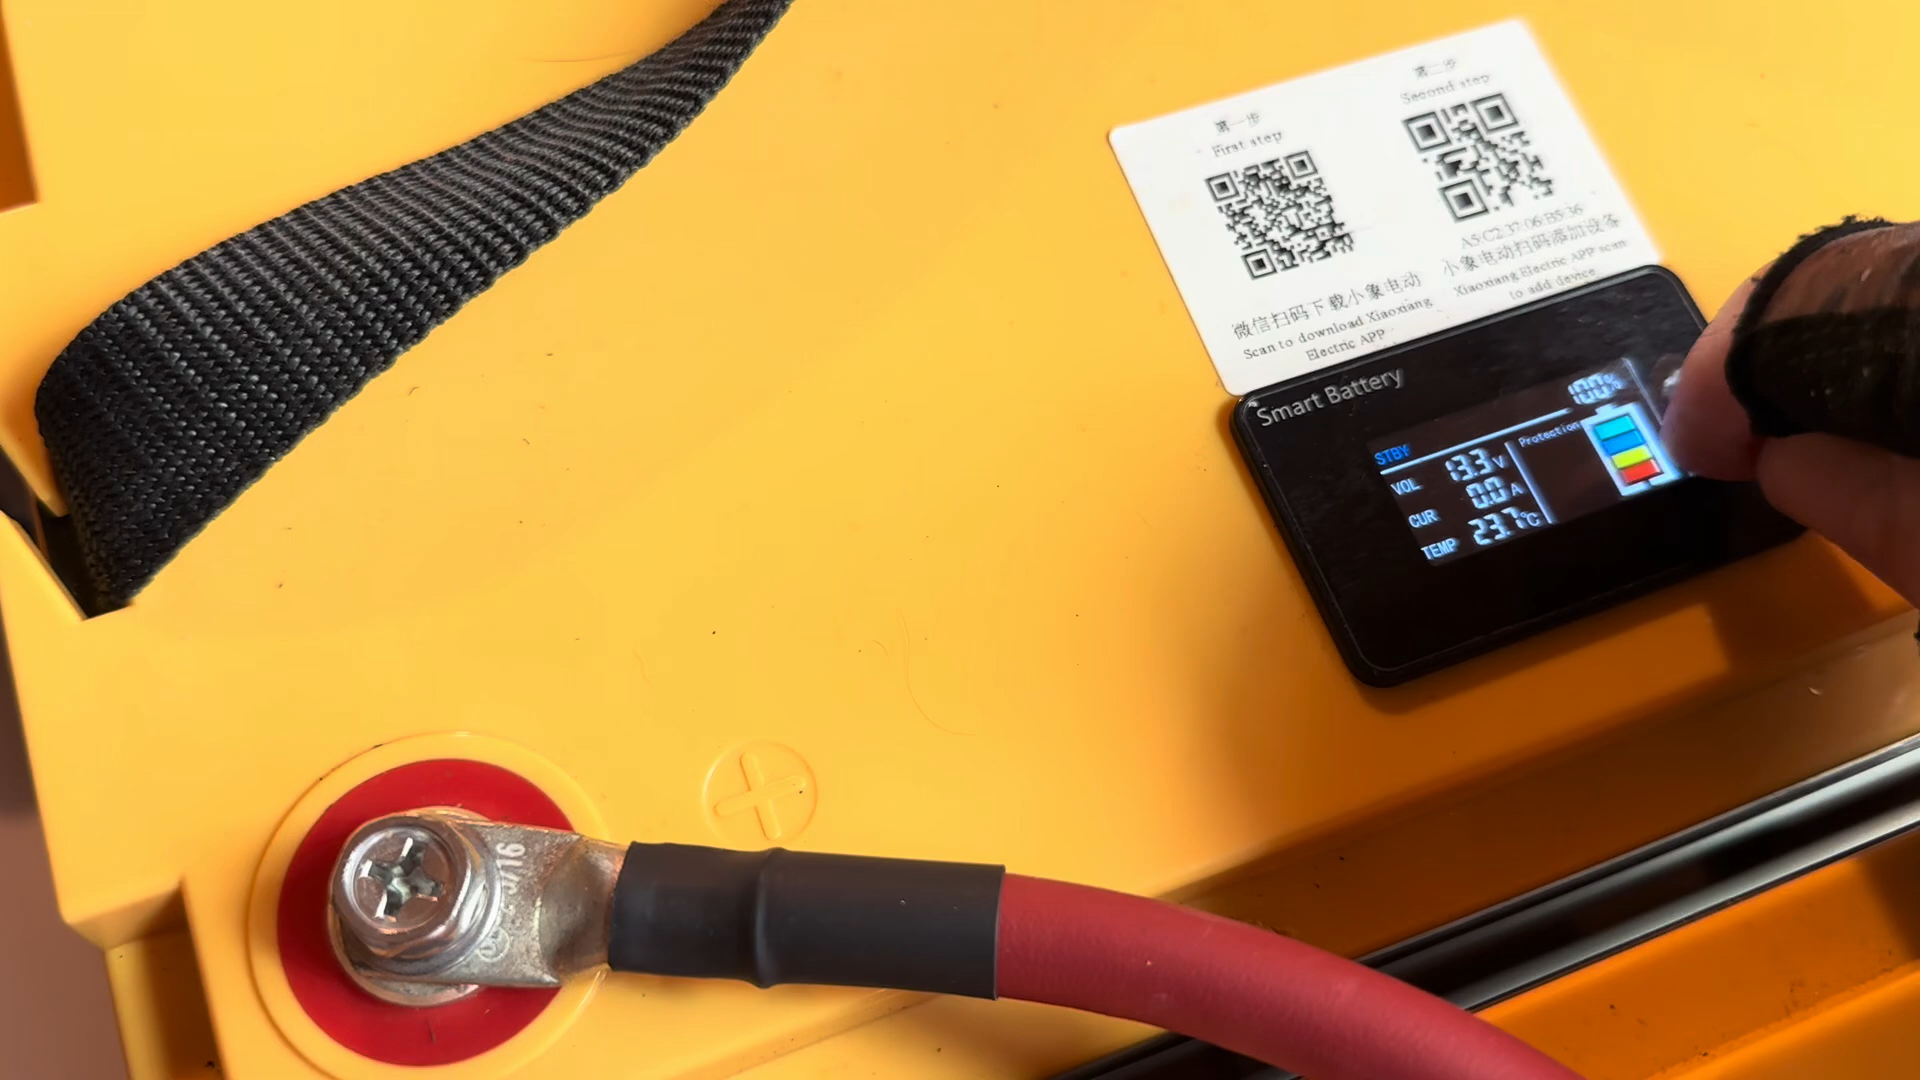 第一步
First step
微信扫码下载小象电动
Scan to download Xiaoxiang
Electric APP
第二步
Second step
A5:C2:37:06:B5:36
小象电动扫码添加设备
Xiaoxiang Electric APP scan
to add device
Smart Battery
100%
STBY
Protection
VOL 13.3V
CUR 0.0A
TEMP 23.7℃